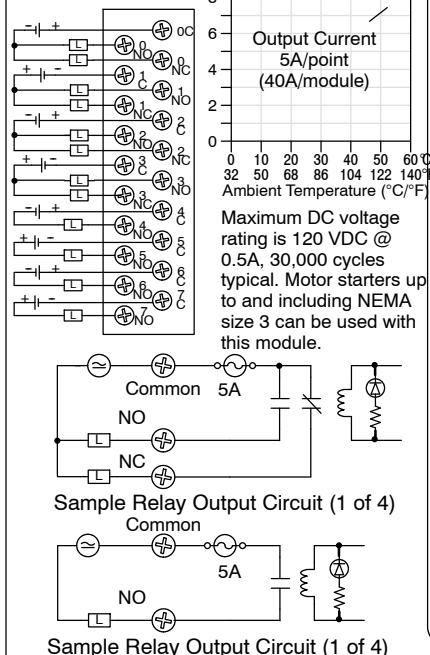 - +
0C
L
0
NO
L
0
NC
+ -
1
C
L
1
NO
L
1
NC
- +
2
C
L
2
NO
L
2
NC
+ -
3
C
L
3
NO
L
3
NC
- +
4
C
L
4
NO
+ -
5
C
L
5
NO
- +
6
C
L
6
NO
+ -
7
C
L
7
NO
6
4
2
0
Output Current
5A/point
(40A/module)
0 10 20 30 40 50 60°C
32 50 68 86 104 122 140°F
Ambient Temperature (°C/°F)
Maximum DC voltage
rating is 120 VDC @
0.5A, 30,000 cycles
typical. Motor starters up
to and including NEMA
size 3 can be used with
this module.
Common 5A
NO
L
NC
L
Sample Relay Output Circuit (1 of 4)
Common
5A
NO
L
Sample Relay Output Circuit (1 of 4)